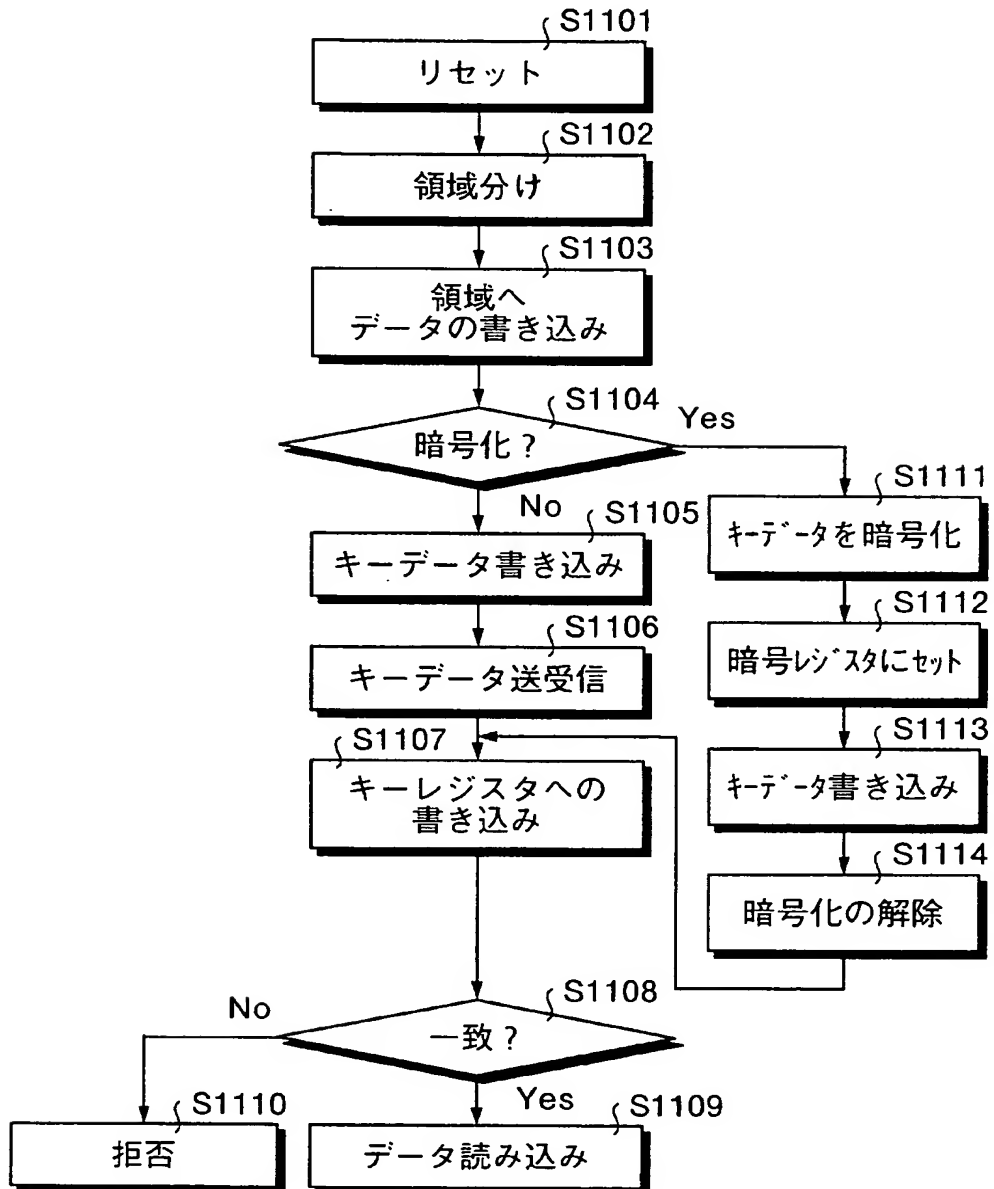 S1101
リセット
S1102
領域分け
S1103
領域へ
データの書き込み
S1104
暗号化？
Yes
No
S1105
キーデータ書き込み
S1106
キーデータ送受信
S1107
キーレジスタへの
書き込み
S1111
ｷｰﾃﾞｰﾀを暗号化
S1112
暗号ﾚｼﾞｽﾀにｾｯﾄ
S1113
ｷｰﾃﾞｰﾀ書き込み
S1114
暗号化の解除
S1108
一致？
No
Yes
S1110
拒否
S1109
データ読み込み